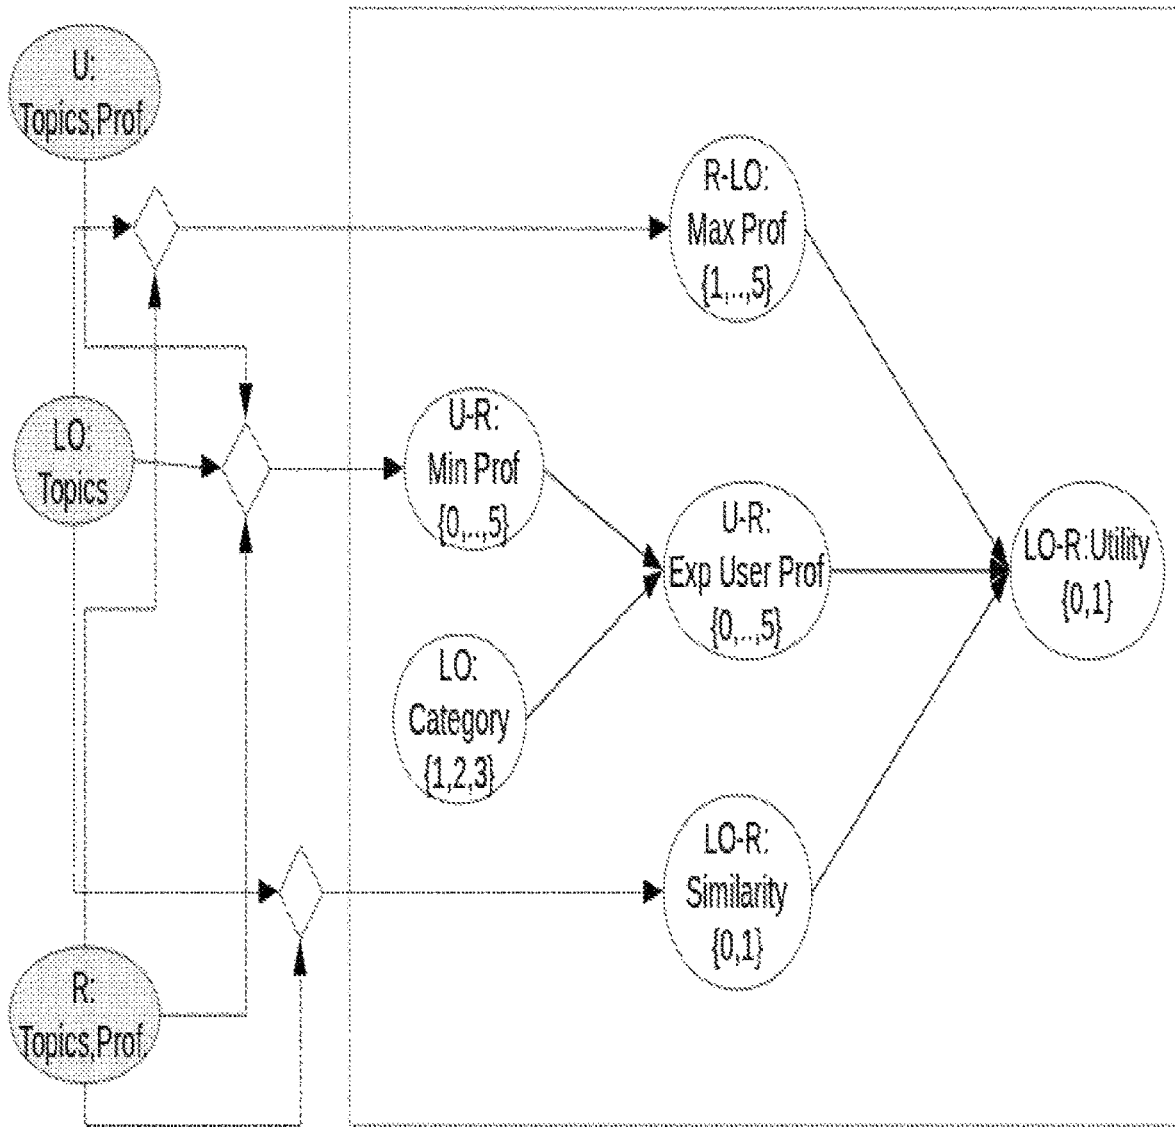 U:
Topics,Prof.
R-LO:
Max Prof
{1,..,5}
LO:
Topics
U-R:
Min Prof
{0,..,5}
U-R:
Exp User Prof
{0,..,5}
LO-R:Utility
{0,1}
LO:
Category
{1,2,3}
LO-R:
Similarity
{0,1}
R:
Topics,Prof.